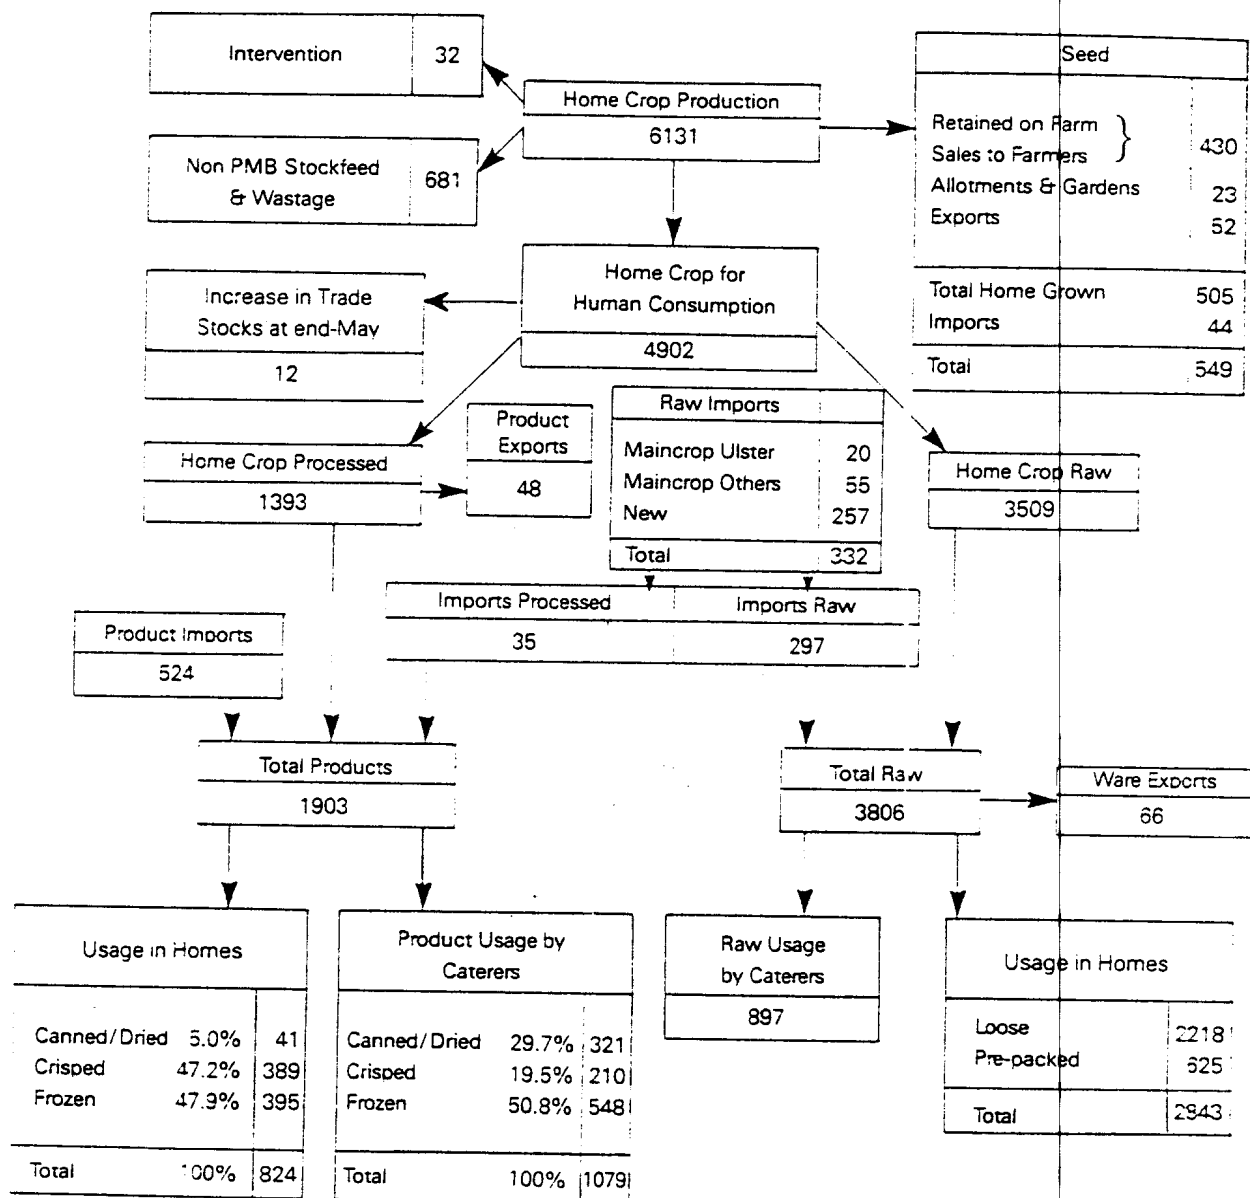 Intervention 32
Home Crop Production
6131
Non PMB Stockfeed
& Wastage
681
Seed
Retained on Farm
Sales to Farmers } 430
Allotments & Gardens 23
Exports 52
Total Home Grown 505
Imports 44
Total 549
Home Crop for
Human Consumption
4902
Increase in Trade
Stocks at end-May
12
Home Crop Processed
1393
Product
Exports
48
Raw Imports
Maincrop Ulster 20
Maincrop Others 55
New 257
Total 332
Home Crop Raw
3509
Imports Processed Imports Raw
35 297
Product Imports
524
Total Products
1903
Total Raw
3806
Ware Exports
66
Usage in Homes
Canned/Dried 5.0% 41
Crisped 47.2% 389
Frozen 47.9% 395
Total 100% 824
Product Usage by
Caterers
Canned/Dried 29.7% 321
Crisped 19.5% 210
Frozen 50.8% 548
Total 100% 1079
Raw Usage
by Caterers
897
Usage in Homes
Loose 2218
Pre-packed 625
Total 2843